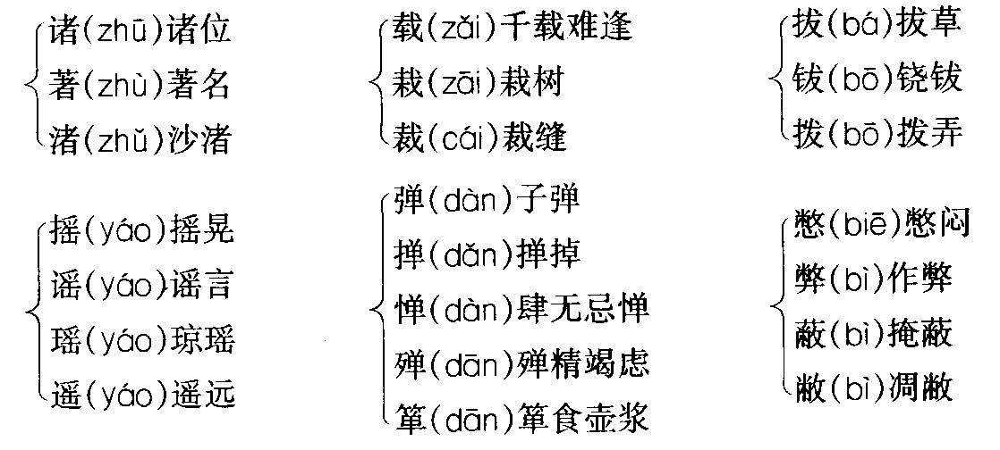 诸(zhū)诸位
著(zhù)著名
渚(zhǔ)沙渚
载(zǎi)千载难逢
栽(zāi)栽树
裁(cái)裁缝
拔(bá)拔草
钹(bō)铙钹
拨(bō)拨弄
摇(yáo)摇晃
谣(yáo)谣言
瑶(yáo)琼瑶
遥(yáo)遥远
弹(dàn)子弹
掸(dǎn)掸掉
惮(dàn)肆无忌惮
殚(dān)殚精竭虑
箪(dān)箪食壶浆
憋(biē)憋闷
弊(bì)作弊
蔽(bì)掩蔽
敝(bì)凋敝